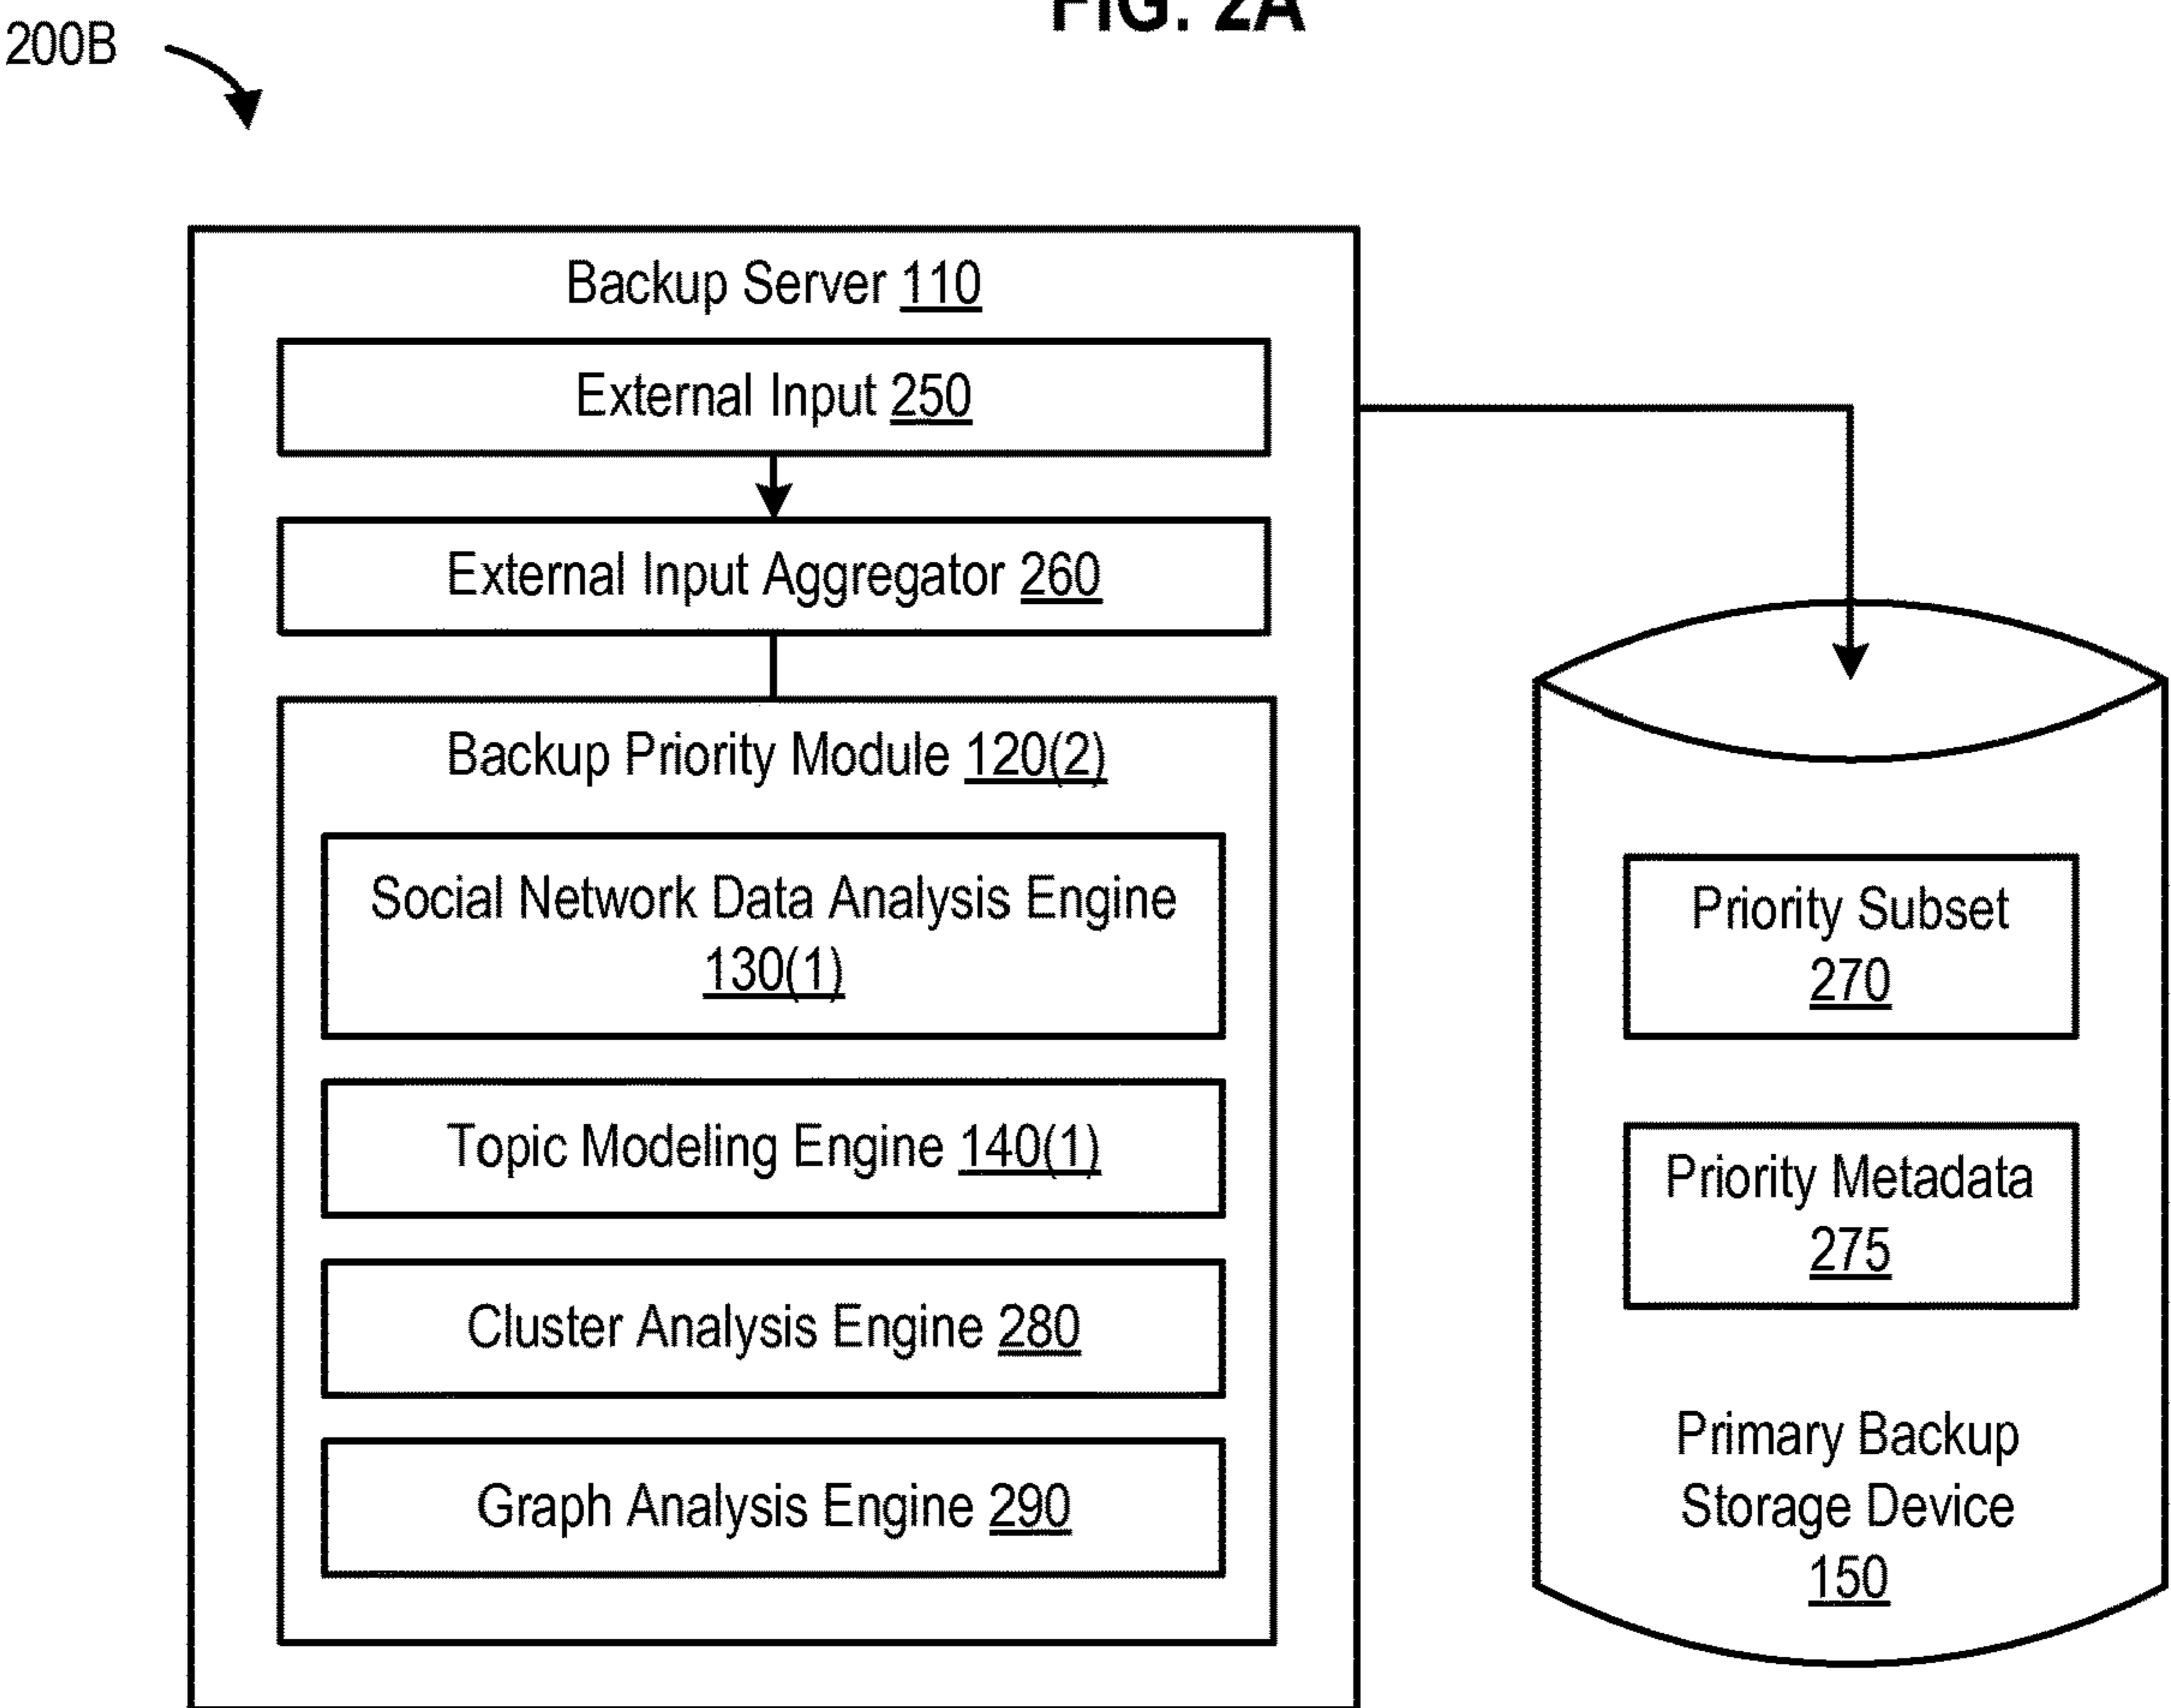 FIG. 2A
200B
Backup Server 110
External Input 250
External Input Aggregator 260
Backup Priority Module 120(2)
Social Network Data Analysis Engine
130(1)
Topic Modeling Engine 140(1)
Cluster Analysis Engine 280
Graph Analysis Engine 290
Priority Subset
270
Priority Metadata
275
Primary Backup
Storage Device
150